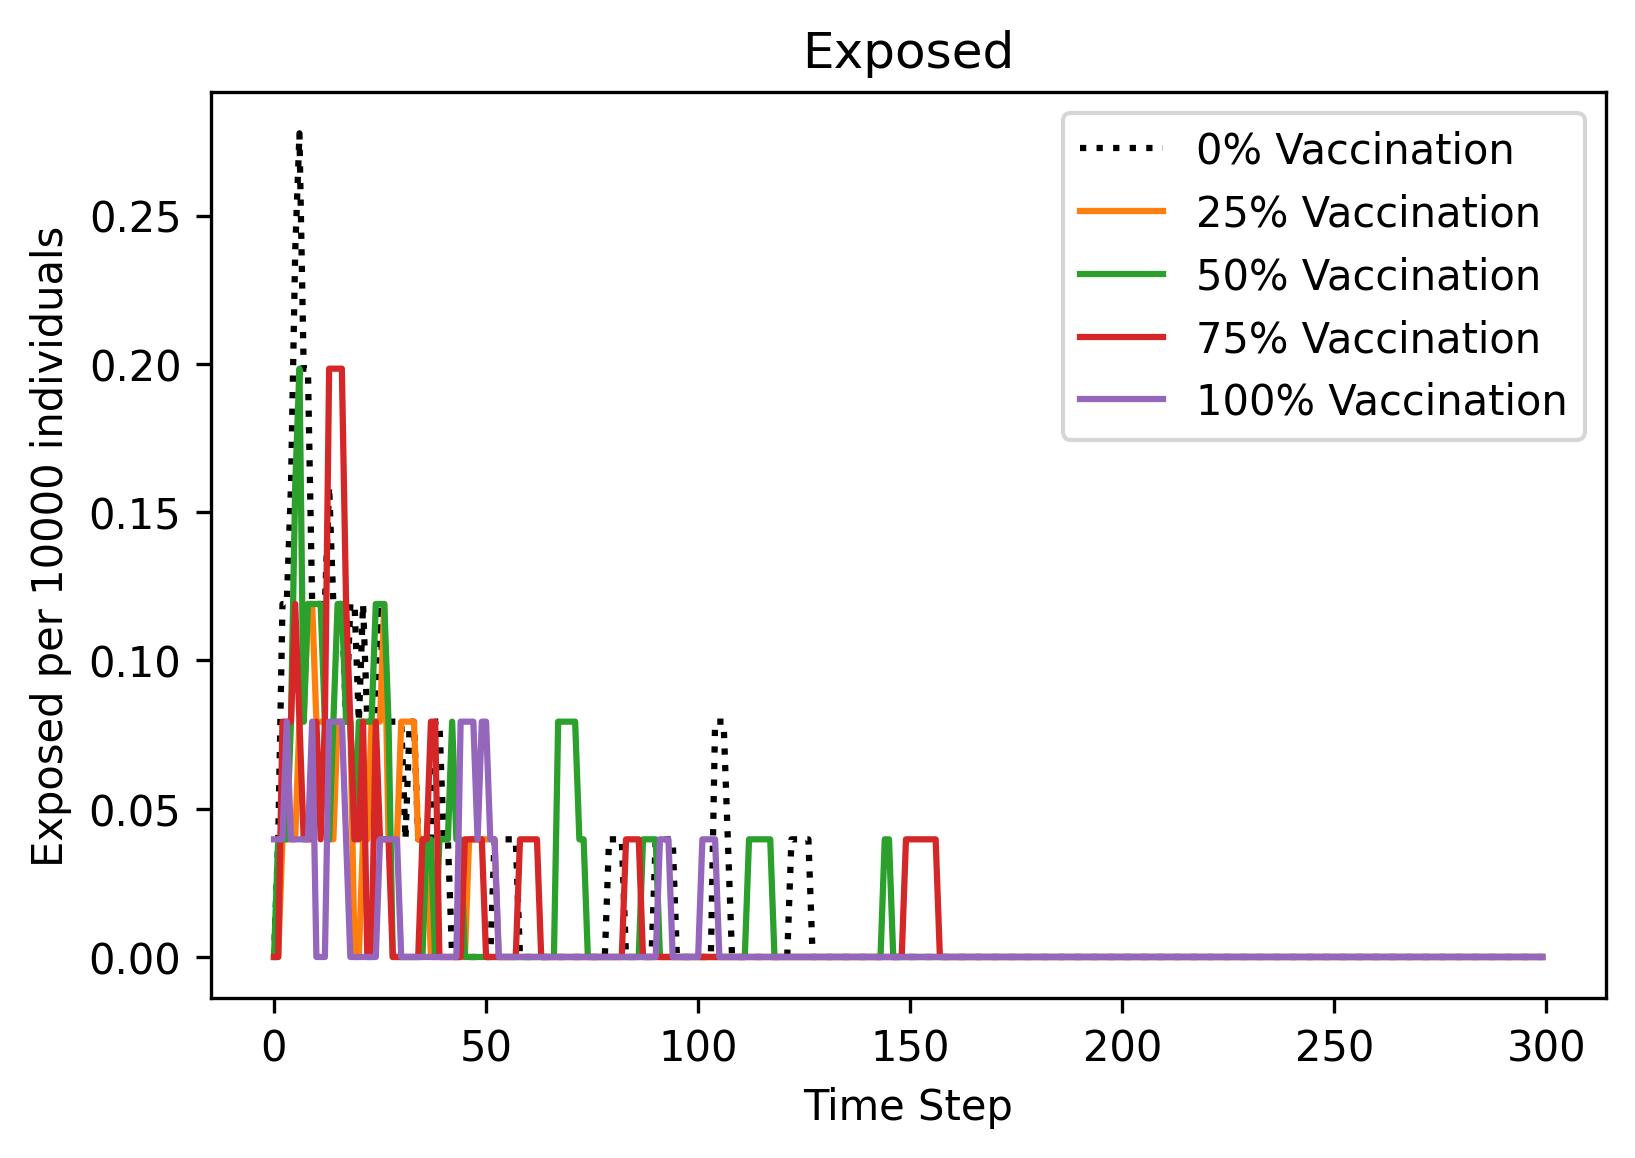 Exposed
0% Vaccination
25% Vaccination
50% Vaccination
75% Vaccination
100% Vaccination
Exposed per 10000 individuals
0.25
0.20
0.15
0.10
0.05
0.00
0 50 100 150 200 250 300
Time Step